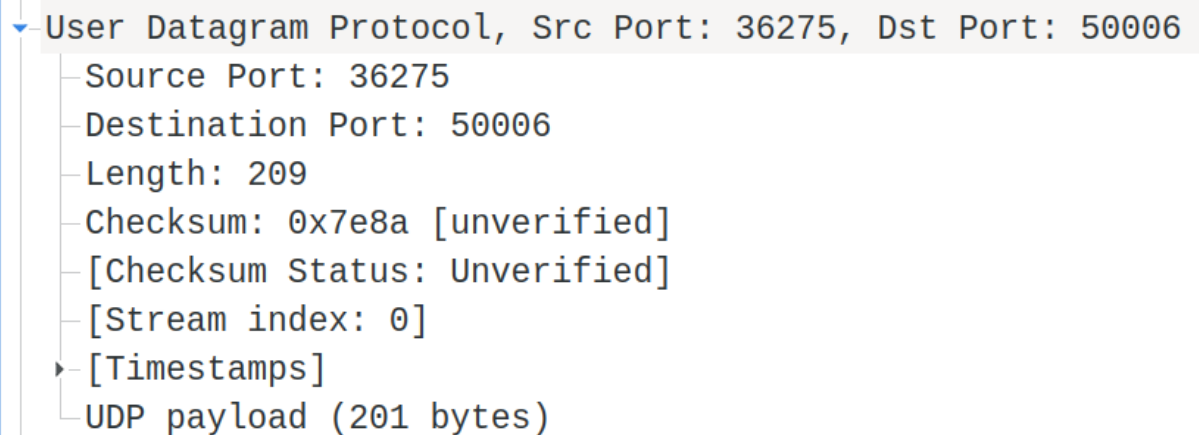 User Datagram Protocol, Src Port: 36275, Dst Port: 50006
Source Port: 36275
Destination Port: 50006
Length: 209
Checksum: 0x7e8a [unverified]
[Checksum Status: Unverified]
[Stream index: 0]
[Timestamps]
UDP payload (201 bytes)